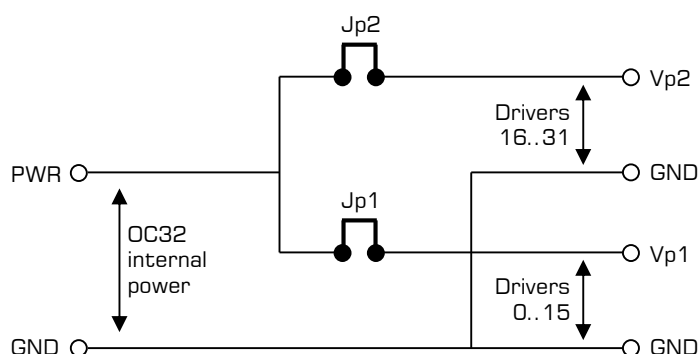 Jp2
Vp2
Drivers
16..31
PWR
GND
Jp1
OC32
internal
power
Vp1
Drivers
0..15
GND
GND